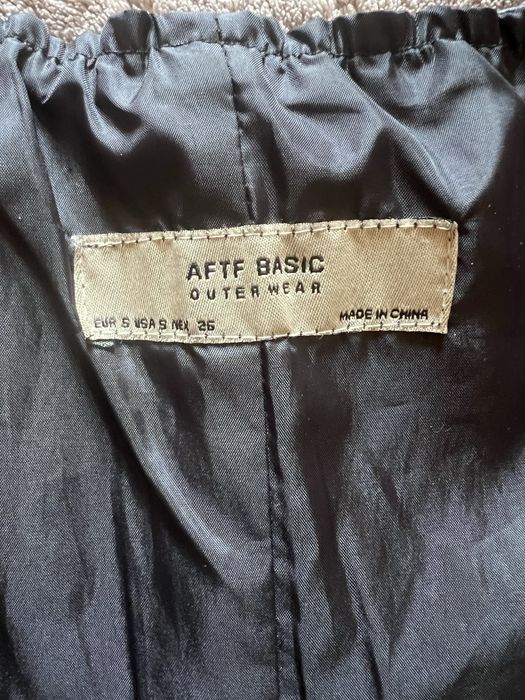 AFTF BASIC
OUTERWEAR
EUR S USA S MEX 26
MADE IN CHINA